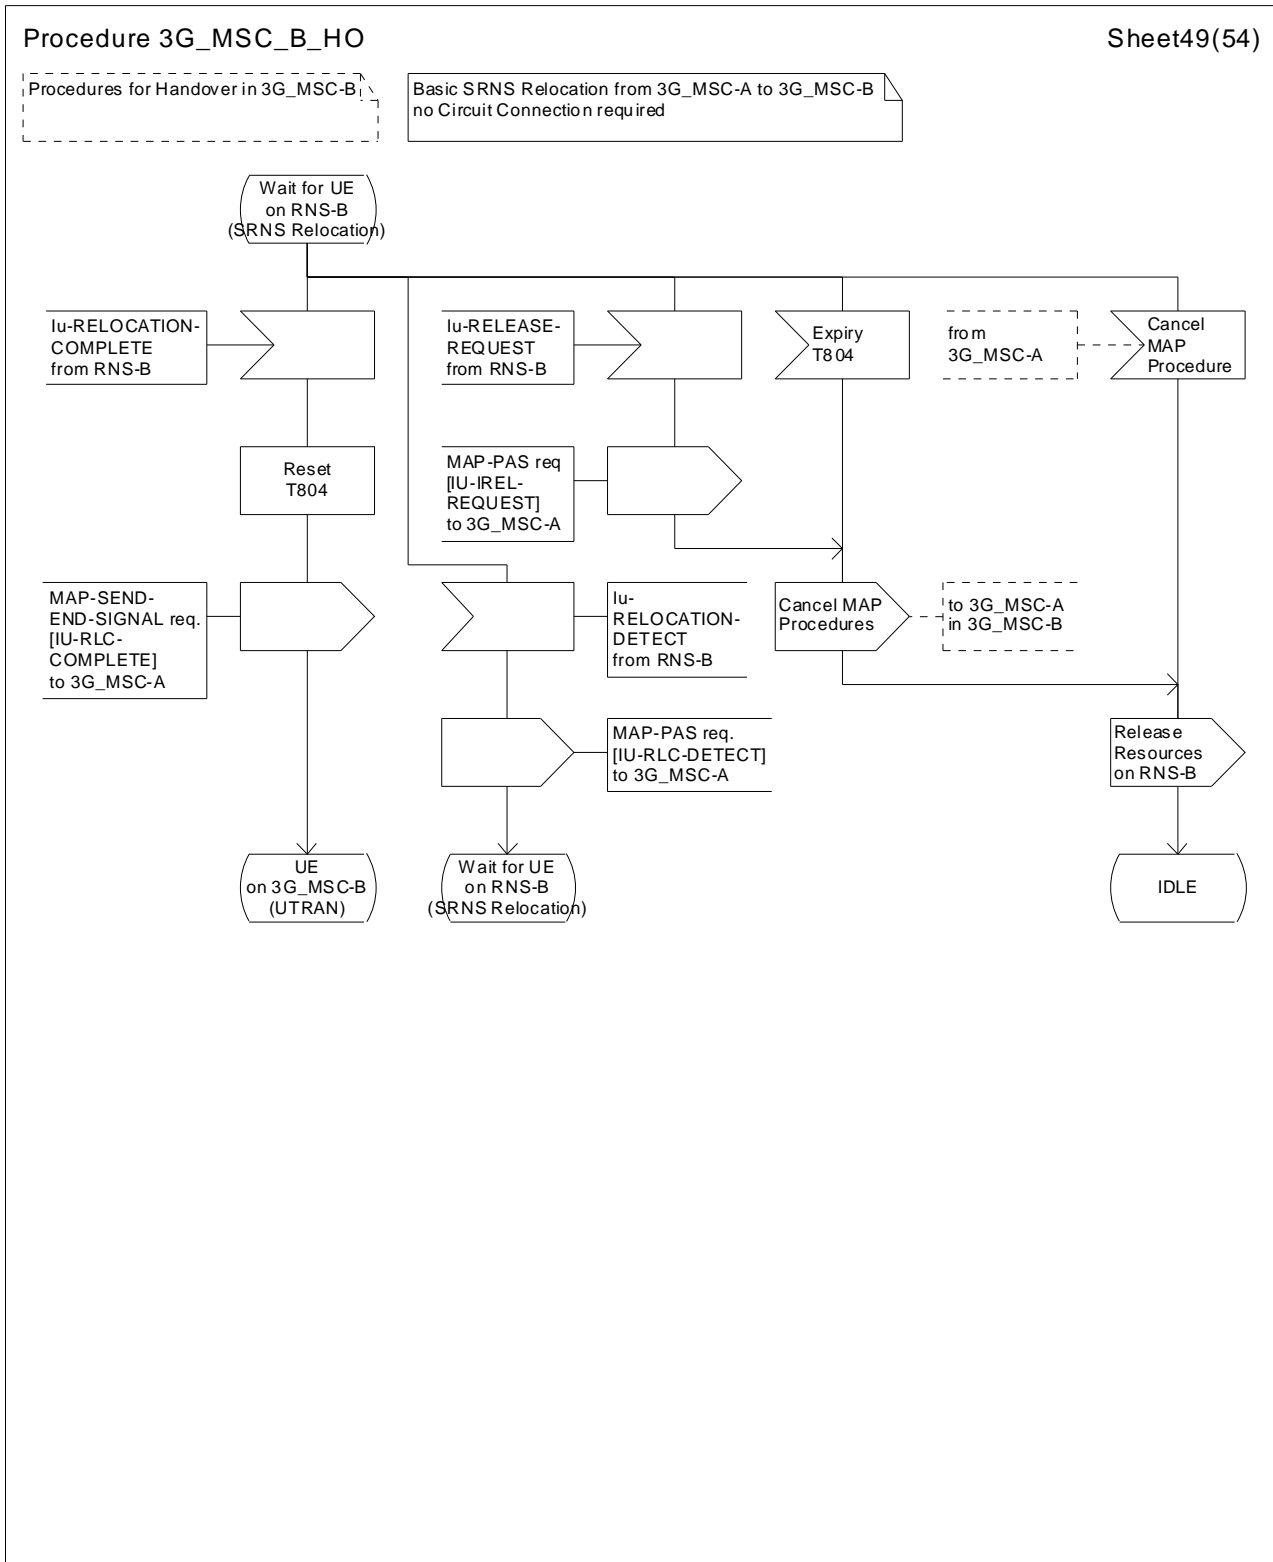 Procedure 3G_MSC_B_HO
Sheet49(54)
Procedures for Handover in 3G_MSC-B
Basic SRNS Relocation from 3G_MSC-A to 3G_MSC-B
no Circuit Connection required
Wait for UE
on RNS-B
(SRNS Relocation)
Iu-RELOCATION-
COMPLETE
from RNS-B
Iu-RELEASE-
REQUEST
from RNS-B
Expiry
T804
from
3G_MSC-A
Cancel
MAP
Procedure
Reset
T804
MAP-PAS req
[IU-IREL-
REQUEST]
to 3G_MSC-A
MAP-SEND-
END-SIGNAL req.
[IU-RLC-
COMPLETE]
to 3G_MSC-A
Iu-
RELOCATION-
DETECT
from RNS-B
Cancel MAP
Procedures
to 3G_MSC-A
in 3G_MSC-B
MAP-PAS req.
[IU-RLC-DETECT]
to 3G_MSC-A
Release
Resources
on RNS-B
UE
on 3G_MSC-B
(UTRAN)
Wait for UE
on RNS-B
(SRNS Relocation)
IDLE